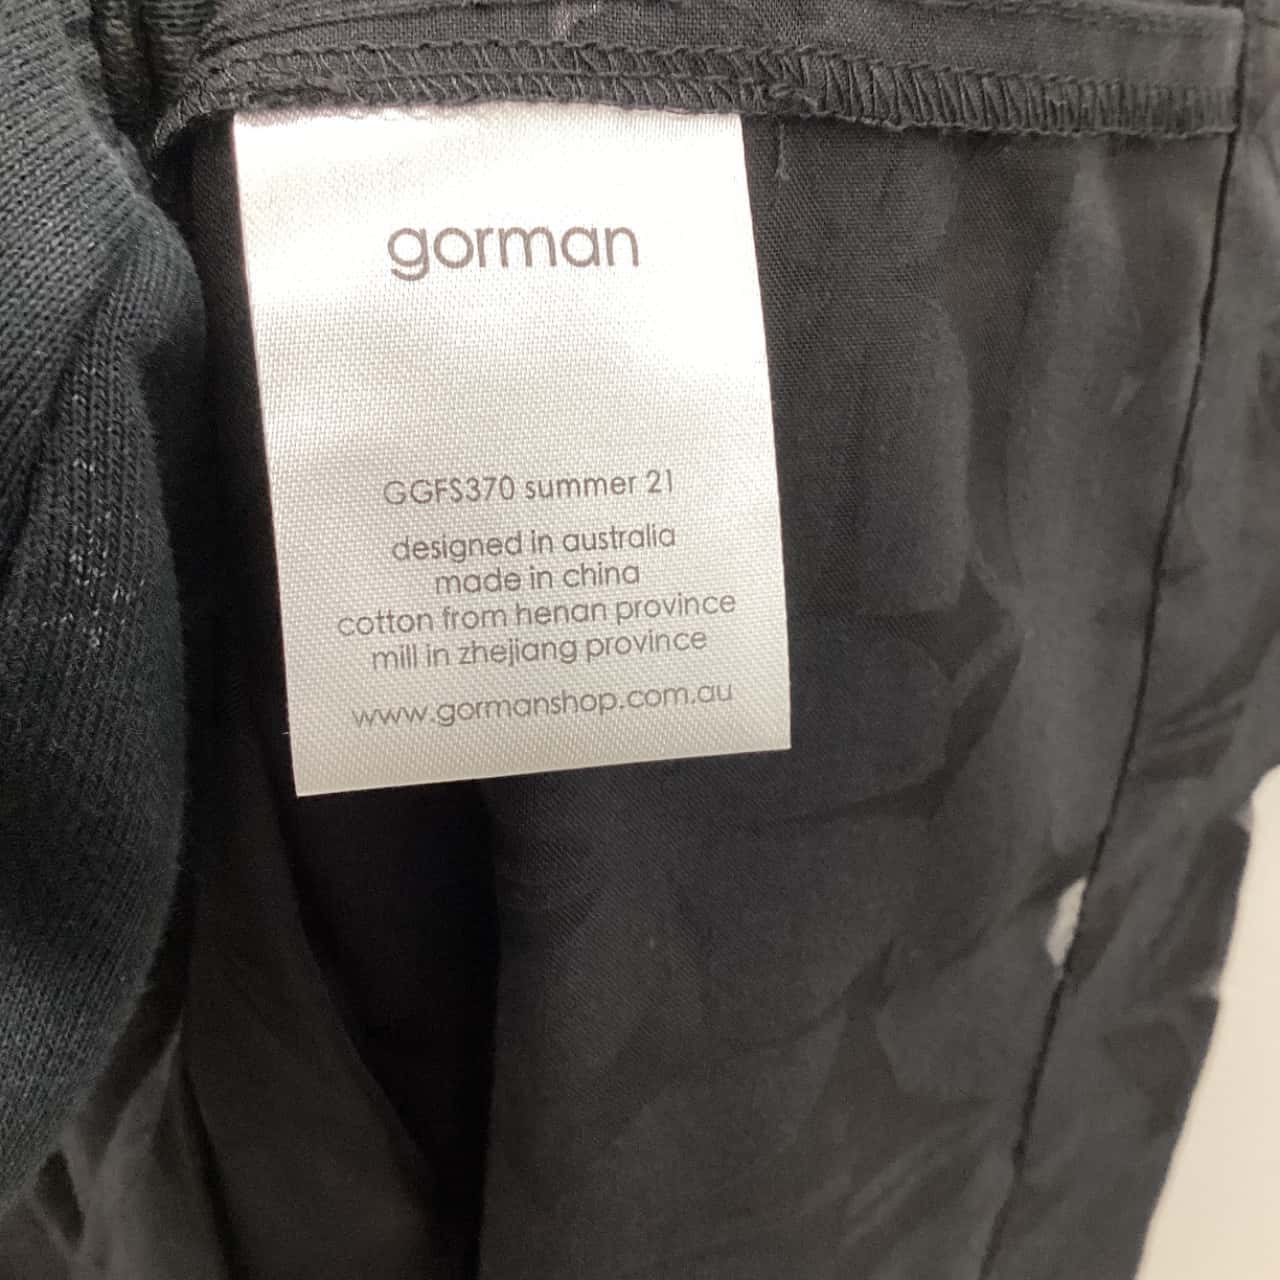 gorman
GGFS370 summer 21
designed in australia
made in china
cotton from henan province
mill in zhejiang province
www.gormanshop.com.au